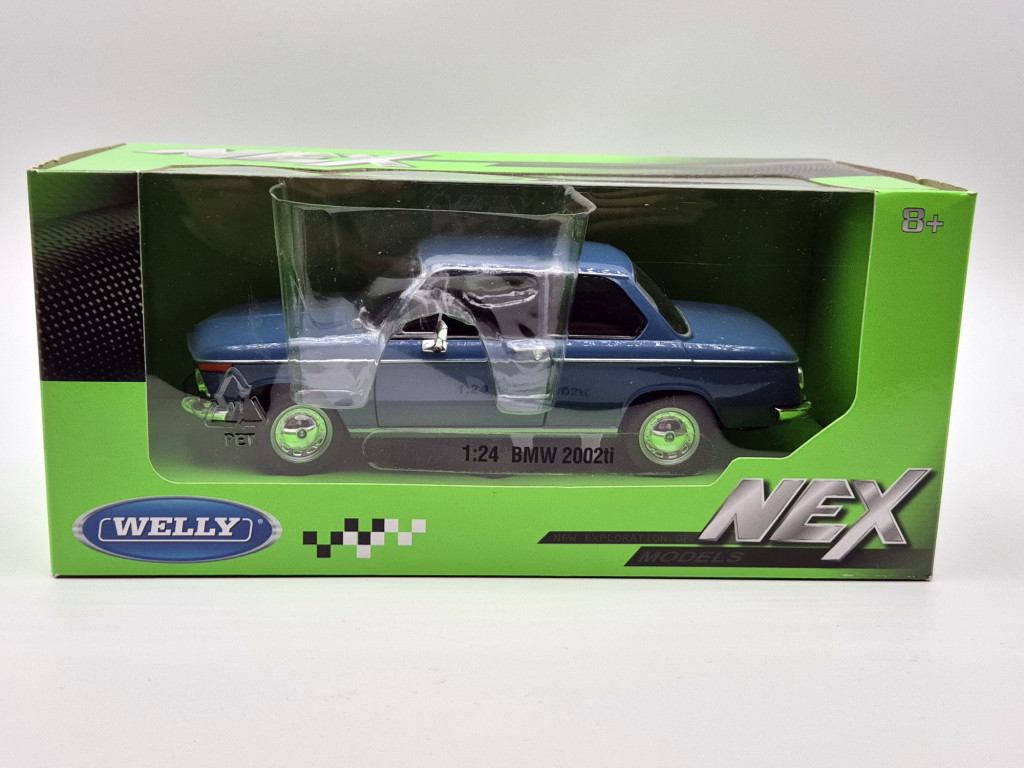 NEX
8+
PET
1:24 BMW 2002ti
WELLY
NEX
NEW EXPLORATION OF
MODELS